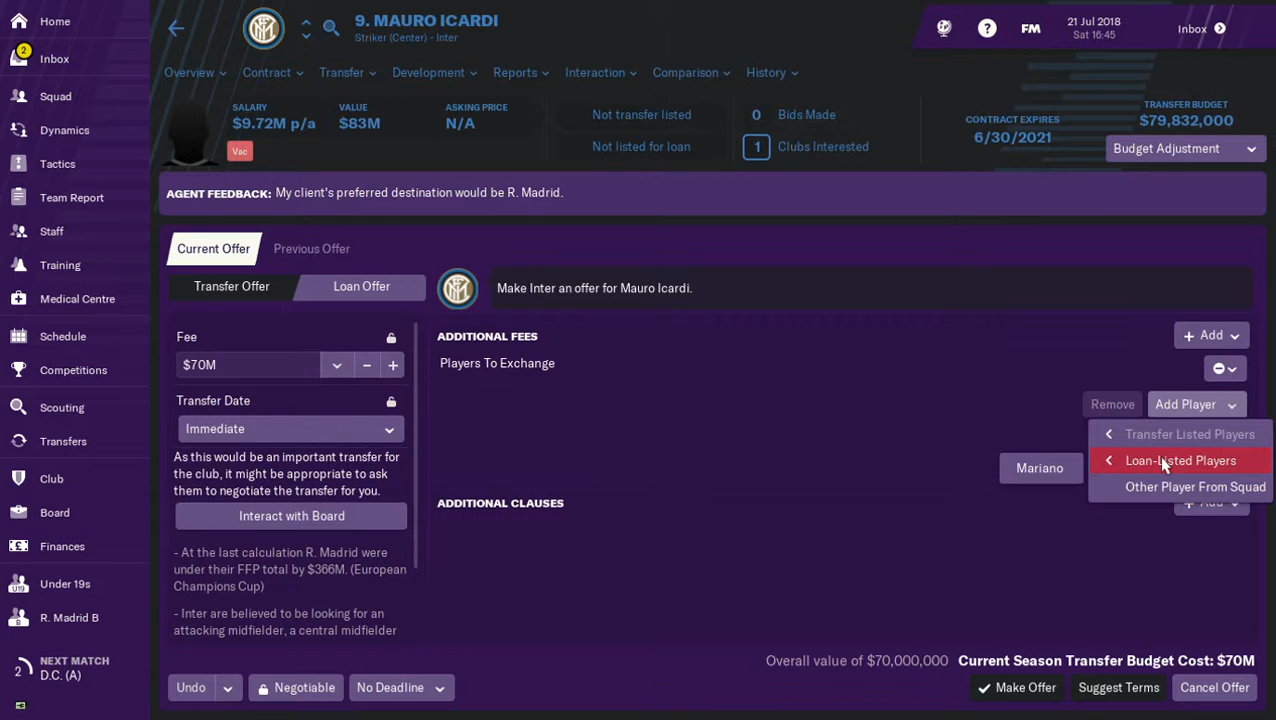 Home
2
Inbox
Squad
Dynamics
Tactics
Team Report
Staff
Training
Medical Centre
Schedule
Competitions
Scouting
Transfers
Club
Board
Finances
U19 Under 19s
B R. Madrid B
2 NEXT MATCH
D.C. (A)
9. MAURO ICARDI
Striker (Center) - Inter
? FM
21 Jul 2018
Sat 16:45
Inbox
Overview Contract Transfer Development Reports Interaction Comparison History
SALARY
$9.72M p/a
VALUE
$83M
ASKING PRICE
N/A
Vac
Not transfer listed
Not listed for loan
0 Bids Made
1 Clubs Interested
CONTRACT EXPIRES
6/30/2021
TRANSFER BUDGET
$79,832,000
Budget Adjustment
AGENT FEEDBACK: My client's preferred destination would be R. Madrid.
Current Offer Previous Offer
Transfer Offer Loan Offer
Make Inter an offer for Mauro Icardi.
Fee
$70M
- +
Transfer Date
Immediate
As this would be an important transfer for
the club, it might be appropriate to ask
them to negotiate the transfer for you.
Interact with Board
- At the last calculation R. Madrid were
under their FFP total by $366M. (European
Champions Cup)
- Inter are believed to be looking for an
attacking midfielder, a central midfielder
ADDITIONAL FEES
+ Add
Players To Exchange
Remove Add Player
Transfer Listed Players
Loan-Listed Players
Other Player From Squad
Mariano
ADDITIONAL CLAUSES
+ Add
Overall value of $70,000,000 Current Season Transfer Budget Cost: $70M
Undo Negotiable No Deadline
Make Offer Suggest Terms Cancel Offer